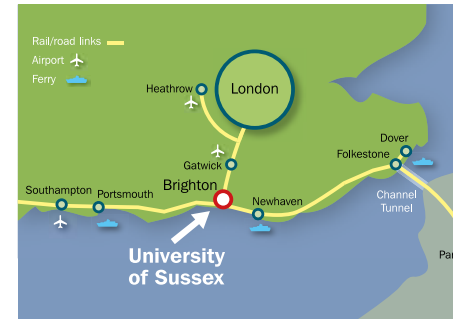 Rail/road links
Airport
Ferry
Heathrow
London
Gatwick
Dover
Folkestone
Southampton
Portsmouth
Brighton
Newhaven
Channel
Tunnel
University
of Sussex